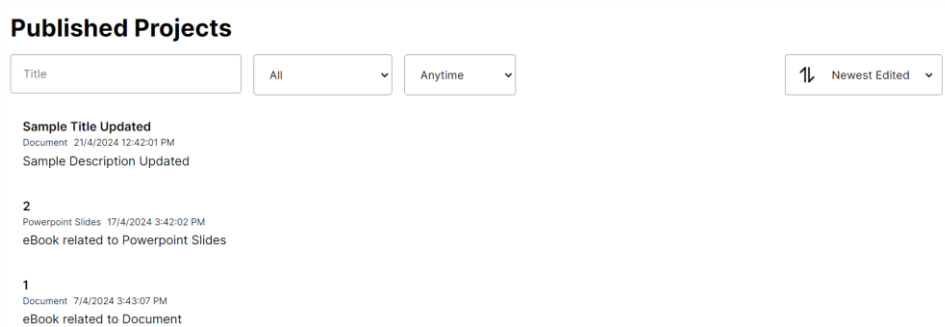 Published Projects
Title All Anytime Newest Edited
Sample Title Updated
Document 21/4/2024 12:42:01 PM
Sample Description Updated
2
Powerpoint Slides 17/4/2024 3:42:02 PM
eBook related to Powerpoint Slides
1
Document 7/4/2024 3:43:07 PM
eBook related to Document